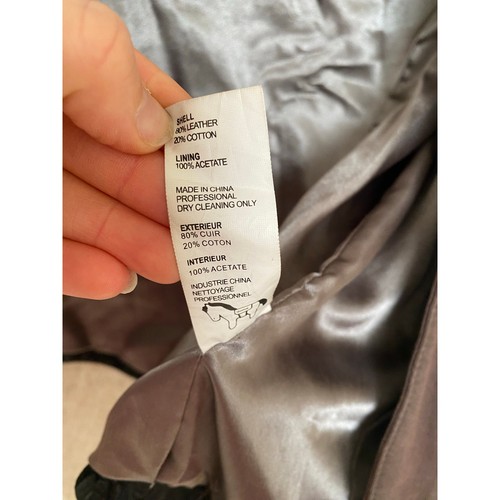 SHELL
80% LEATHER
20% COTTON
LINING
100% ACETATE
MADE IN CHINA
PROFESSIONAL
DRY CLEANING ONLY
EXTERIEUR
80% CUIR
20% COTON
INTERIEUR
100% ACETATE
INDUSTRIE CHINA
NETTOYAGE
PROFESSIONNEL